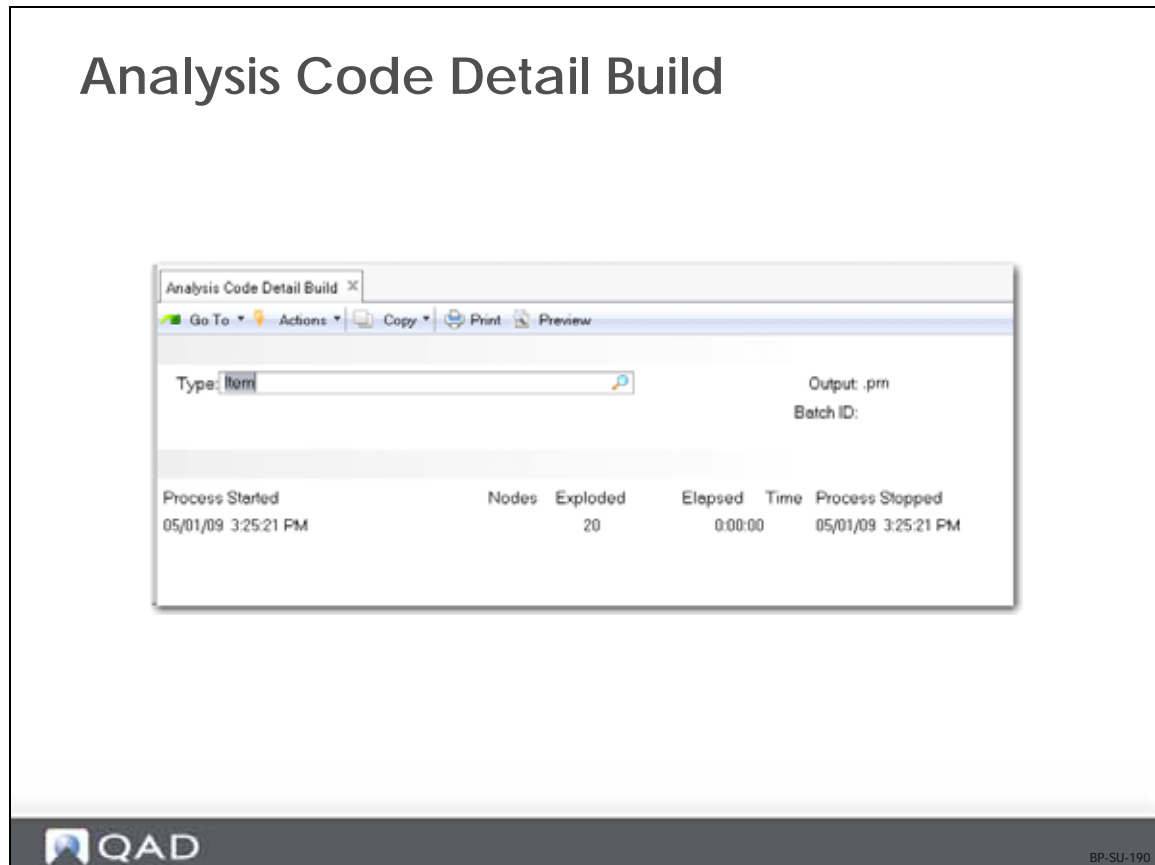 Analysis Code Detail Build
Analysis Code Detail Build
Go To Actions Copy Print Preview
Type: Item Output: .prn
Batch ID:
Process Started Nodes Exploded Elapsed Time Process Stopped
05/01/09 3:25:21 PM 20 0:00:00 05/01/09 3:25:21 PM
QAD
BP-SU-190